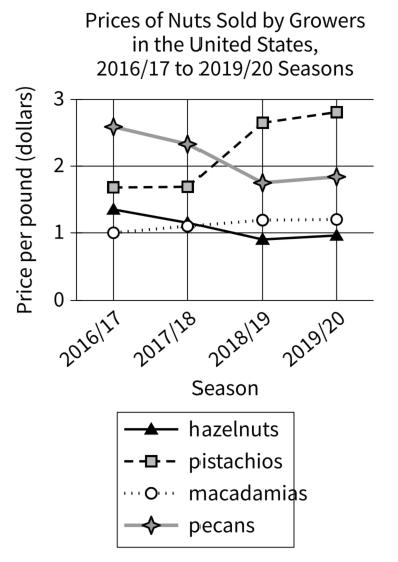 Prices of Nuts Sold by Growers
in the United States,
2016/17 to 2019/20 Seasons
Price per pound (dollars)
3
2
1
0
2016/17
2017/18
2018/19
2019/20
Season
hazelnuts
pistachios
macadamias
pecans